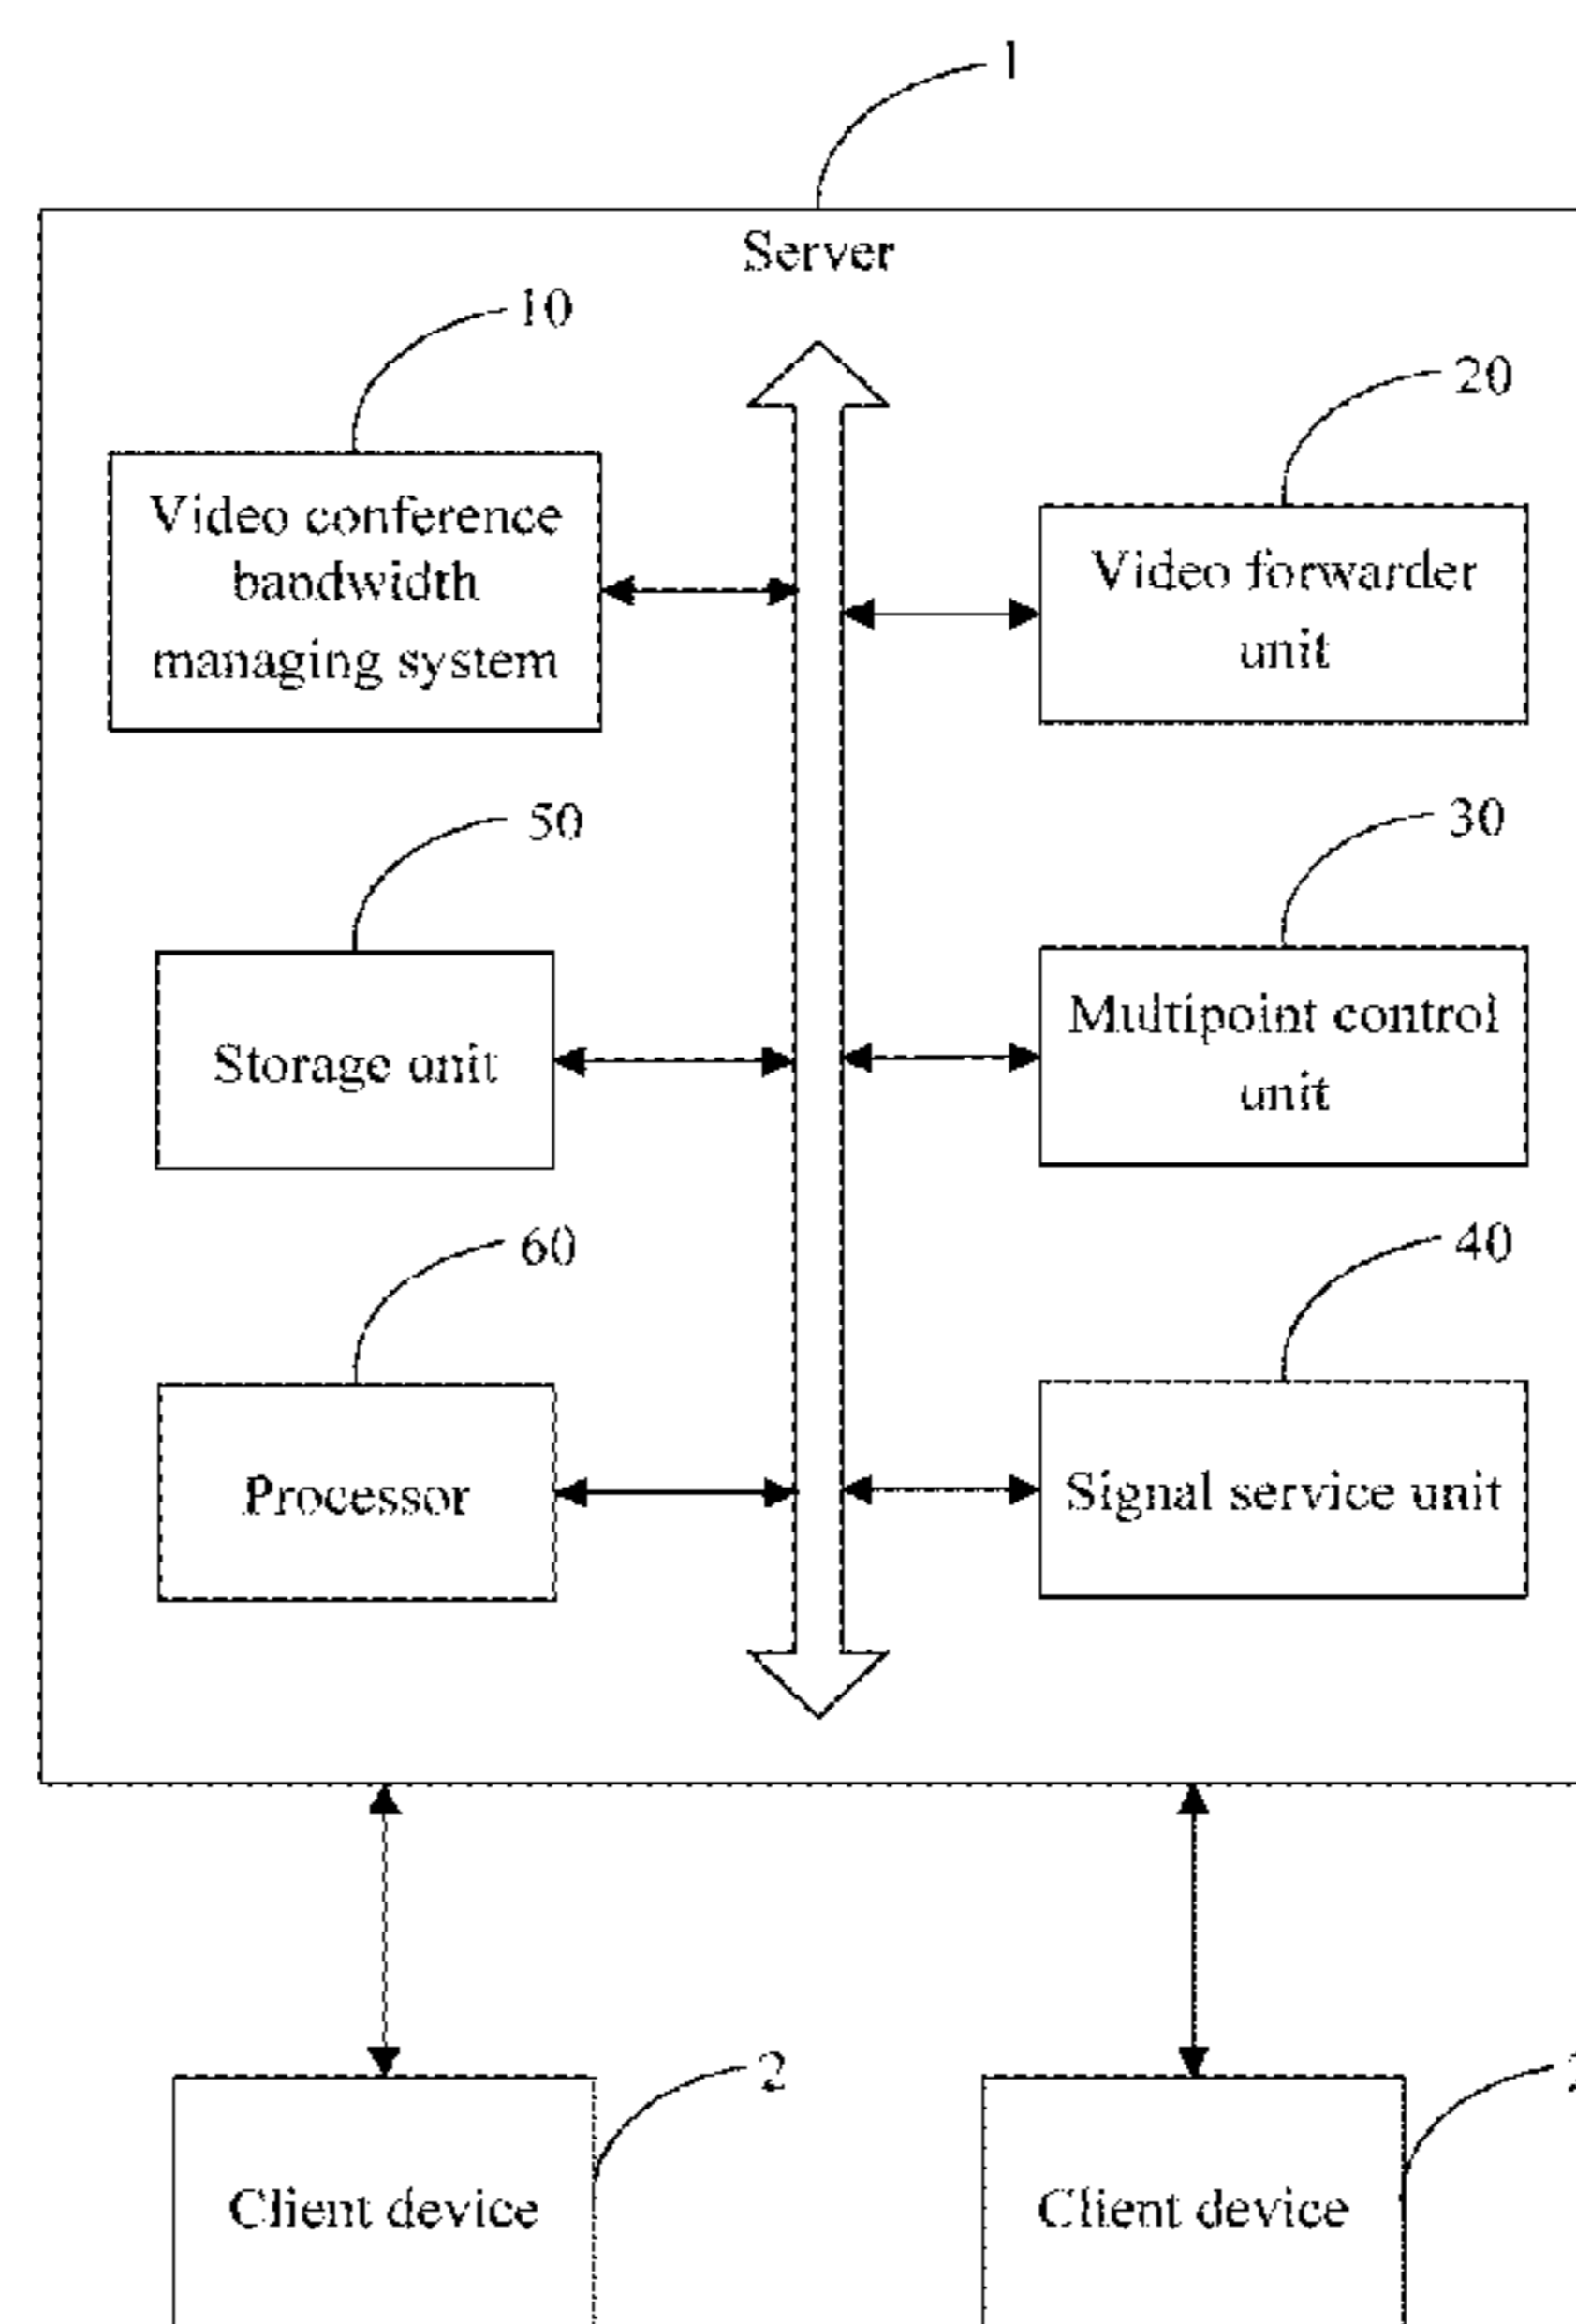 1
Server
10
20
Video conference
bandwidth
managing system
Video forwarder
unit
50
30
Storage unit
Multipoint control
unit
60
40
Processor
Signal service unit
2
Client device
Client device